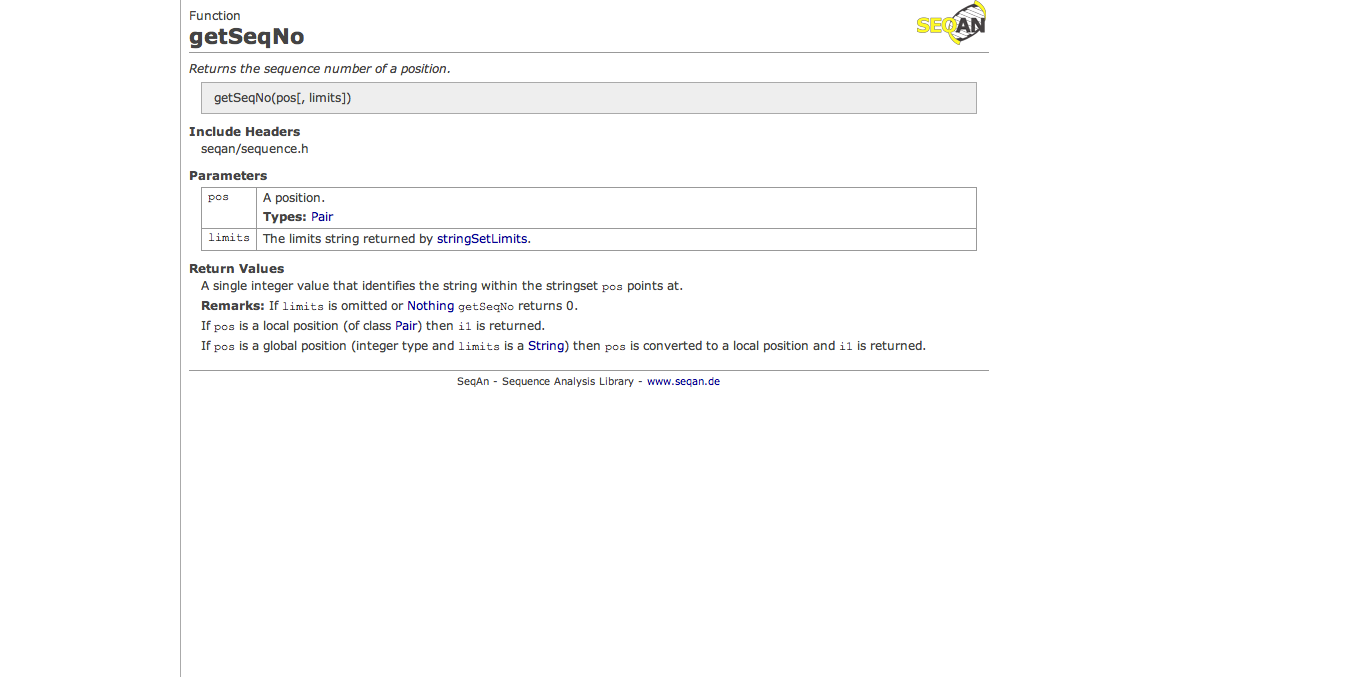 Function
getSeqNo
SEQAN
Returns the sequence number of a position.
getSeqNo(pos[, limits])
Include Headers
seqan/sequence.h
Parameters
pos A position.
Types: Pair
limits The limits string returned by stringSetLimits.
Return Values
A single integer value that identifies the string within the stringset pos points at.
Remarks: If limits is omitted or Nothing getSeqNo returns 0.
If pos is a local position (of class Pair) then i1 is returned.
If pos is a global position (integer type and limits is a String) then pos is converted to a local position and i1 is returned.
SeqAn - Sequence Analysis Library - www.seqan.de